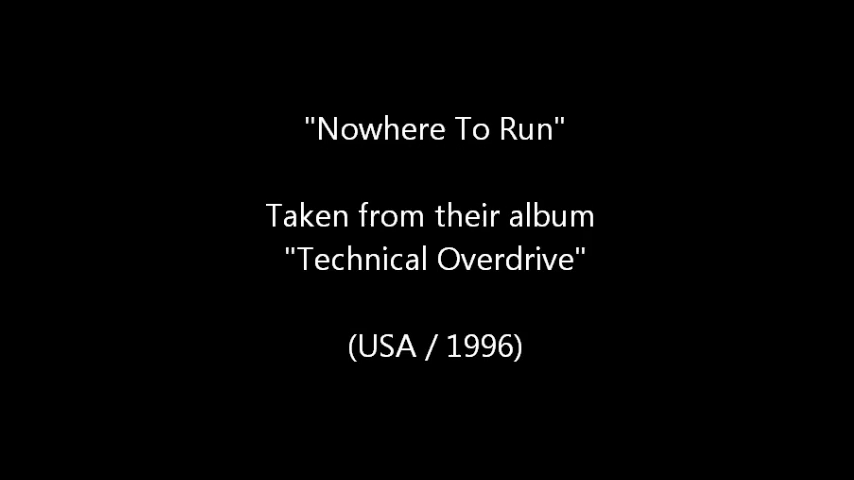 "Nowhere To Run"
Taken from their album
"Technical Overdrive"
(USA / 1996)